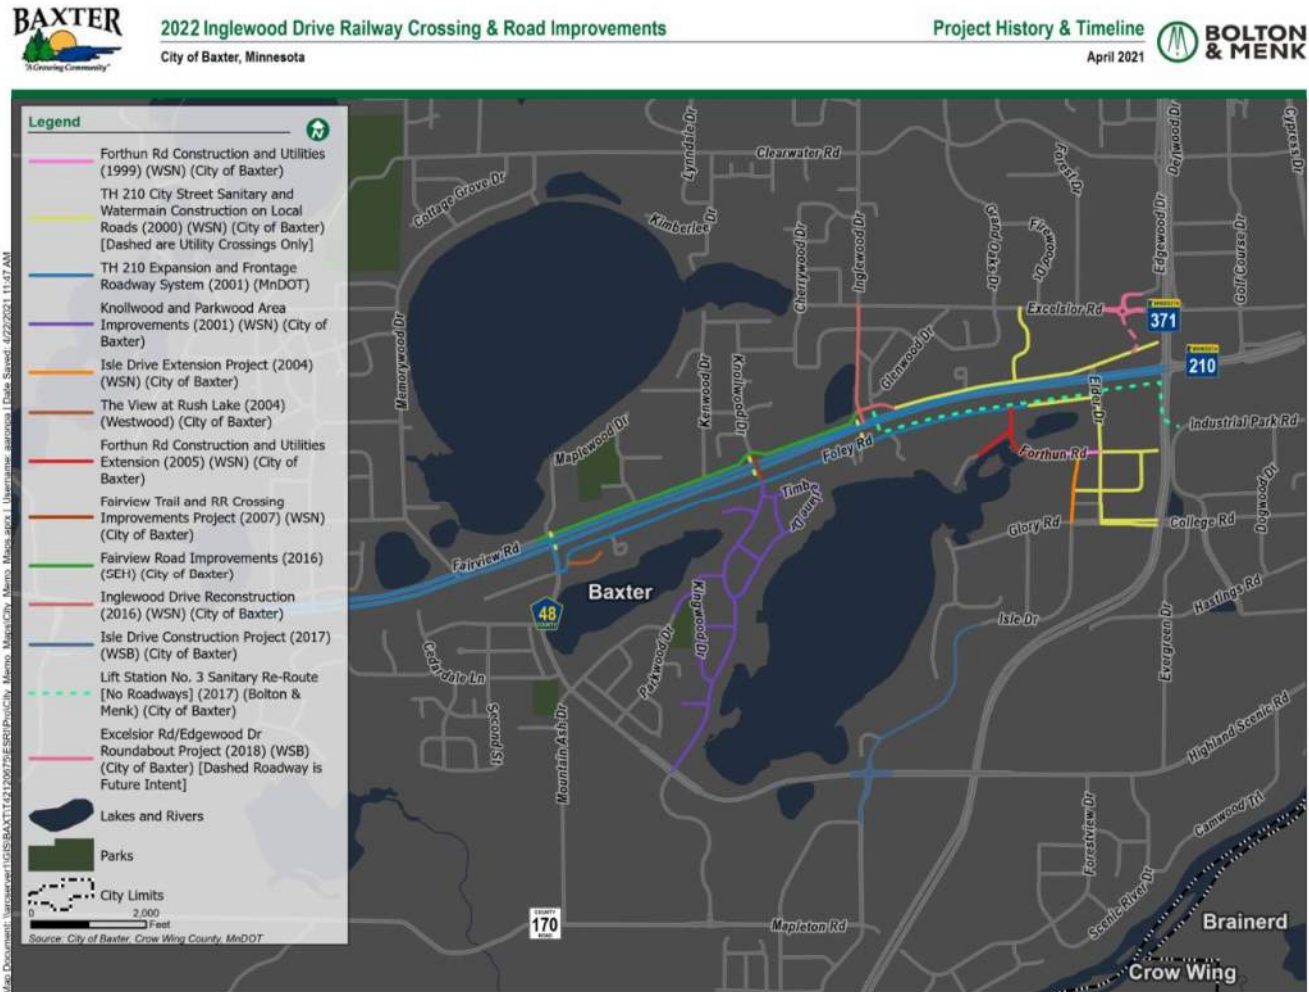 BAXTER
"A Growing Community"
2022 Inglewood Drive Railway Crossing & Road Improvements
City of Baxter, Minnesota
Project History & Timeline
April 2021
BOLTON
& MENK
Legend
N
Forthun Rd Construction and Utilities
(1999) (WSN) (City of Baxter)
TH 210 City Street Sanitary and
Watermain Construction on Local
Roads (2000) (WSN) (City of Baxter)
[Dashed are Utility Crossings Only]
TH 210 Expansion and Frontage
Roadway System (2001) (MnDOT)
Knollwood and Parkwood Area
Improvements (2001) (WSN) (City of
Baxter)
Isle Drive Extension Project (2004)
(WSN) (City of Baxter)
The View at Rush Lake (2004)
(Westwood) (City of Baxter)
Forthun Rd Construction and Utilities
Extension (2005) (WSN) (City of
Baxter)
Fairview Trail and RR Crossing
Improvements Project (2007) (WSN)
(City of Baxter)
Fairview Road Improvements (2016)
(SEH) (City of Baxter)
Inglewood Drive Reconstruction
(2016) (WSN) (City of Baxter)
Isle Drive Construction Project (2017)
(WSB) (City of Baxter)
Lift Station No. 3 Sanitary Re-Route
[No Roadways] (2017) (Bolton &
Menk) (City of Baxter)
Excelsior Rd/Edgewood Dr
Roundabout Project (2018) (WSB)
(City of Baxter) [Dashed Roadway is
Future Intent]
Lakes and Rivers
Parks
City Limits
0 2,000
Feet
Source: City of Baxter, Crow Wing County, MnDOT
Clearwater Rd
Lynndale Dr
Cottage Grove Dr
Kimberlee Dr
Cherrywood Dr
Inglewood Dr
Grand Oaks Dr
Forest Dr
Firewood Dr
Edgewood Dr
Dellwood Dr
Golf Course Dr
Cypress Dr
Excelsior Rd
MINNESOTA
371
MINNESOTA
210
Memorywood Dr
Kenwood Dr
Knollwood Dr
Glenwood Dr
Elder Dr
Maplewood Dr
Foley Rd
Industrial Park Rd
Forthun Rd
Timberlane Dr
Glory Rd
College Rd
Dogwood Dr
Fairview Rd
Baxter
48
COUNTY
Kingwood Dr
Parkwood Dr
Isle Dr
Hastings Rd
Evergreen Dr
Cedardale Ln
Second St
Mountain Ash Dr
Highland Scenic Rd
Forestview Dr
Camwood Trl
Scenic River Dr
COUNTY
170
ROAD
Mapleton Rd
Brainerd
Crow Wing